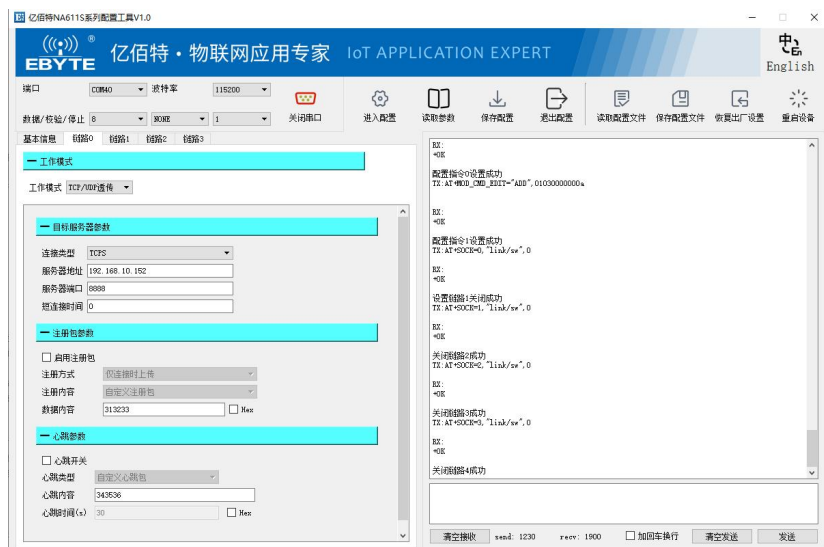 亿佰特NA611S系列配置工具V1.0
((•)) ®
EBYTE 亿佰特·物联网应用专家 IoT APPLICATION EXPERT
English
端口 COM40 波特率 115200
数据/校验/停止 8 NONE 1
关闭串口 进入配置 读取参数 保存配置 退出配置 读取配置文件 保存配置文件 恢复出厂设置 重启设备
基本信息 链路0 链路1 链路2 链路3
工作模式
工作模式 TCP/UDP透传
目标服务器参数
连接类型 TCPS
服务器地址 192.168.10.152
服务器端口 8888
短连接时间 0
注册包参数
启用注册包
注册方式 仅连接时上传
注册内容 自定义注册包
数据内容 313233 Hex
心跳参数
心跳开关
心跳类型 自定义心跳包
心跳内容 343536
心跳时间(s) 30 Hex
RX:
+OK
配置指令0设置成功
TX:AT+MOD_CMD_EDIT="ADD",01030000000a
RX:
+OK
配置指令1设置成功
TX:AT+SOCK=0,"link/sw",0
RX:
+OK
设置链路1关闭成功
TX:AT+SOCK=1,"link/sw",0
RX:
+OK
关闭链路2成功
TX:AT+SOCK=2,"link/sw",0
RX:
+OK
关闭链路3成功
TX:AT+SOCK=3,"link/sw",0
RX:
+OK
关闭链路4成功
清空接收 send: 1230 recv: 1900 加回车换行 清空发送 发送